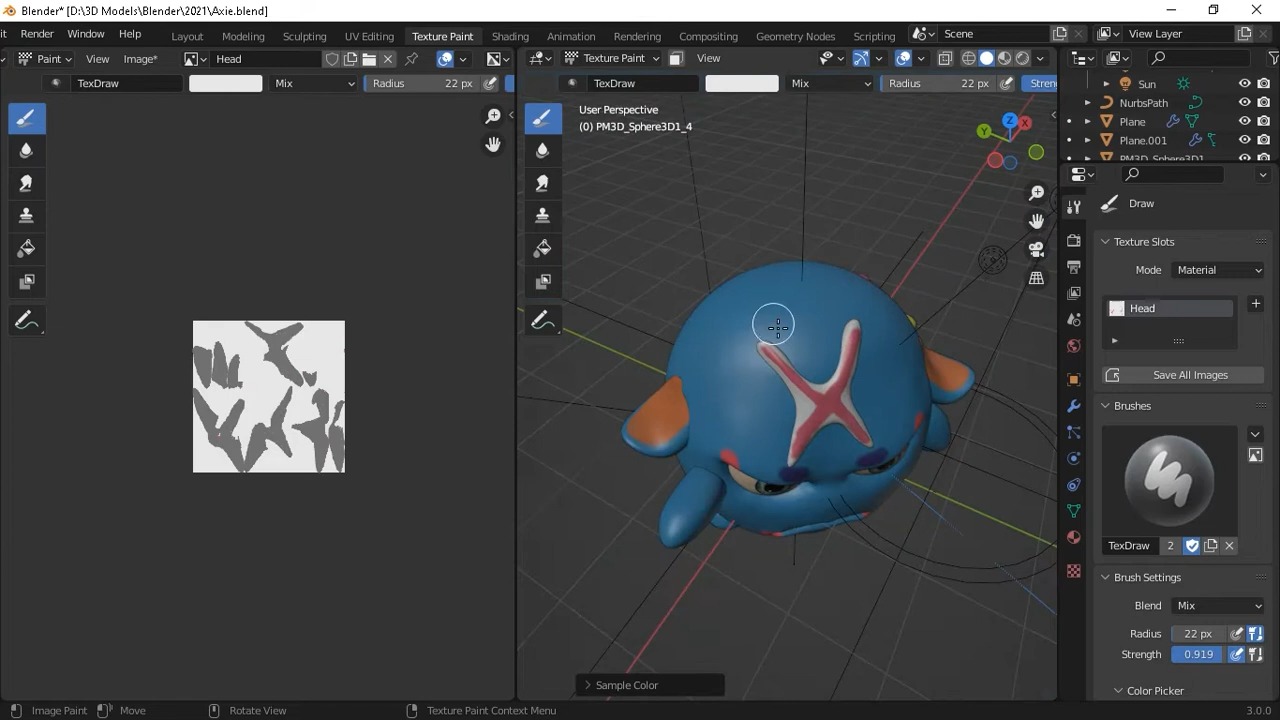 Blender* [D:\3D Models\Blender\2021\Axie.blend]
it Render Window Help Layout Modeling Sculpting UV Editing Texture Paint Shading Animation Rendering Compositing Geometry Nodes Scripting Scene View Layer
Paint View Image* Head Texture Paint View
TexDraw Mix Radius 22 px TexDraw Mix Radius 22 px Stren
Sun
NurbsPath
Plane
Plane.001
PM3D_Sphere3D1
User Perspective
(0) PM3D_Sphere3D1_4
Z
X
Y
Draw
Texture Slots
Mode Material
Head
Save All Images
Brushes
TexDraw 2
Brush Settings
Blend Mix
Radius 22 px
Strength 0.919
Color Picker
Sample Color
Image Paint Move Rotate View Texture Paint Context Menu 3.0.0